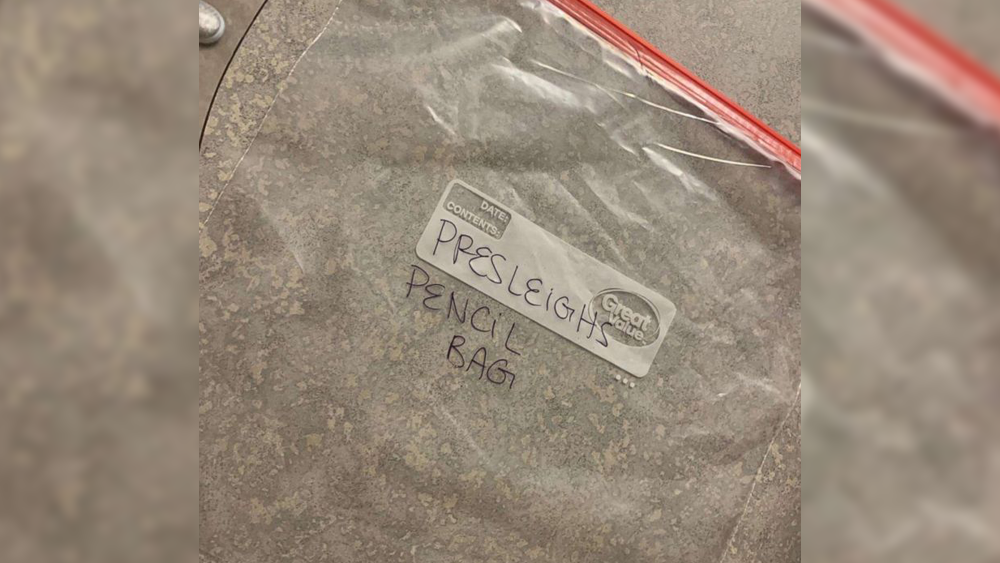 DATE:
CONTENTS:
PRESLEIGHS
Great
Value
PENCiL
BAG